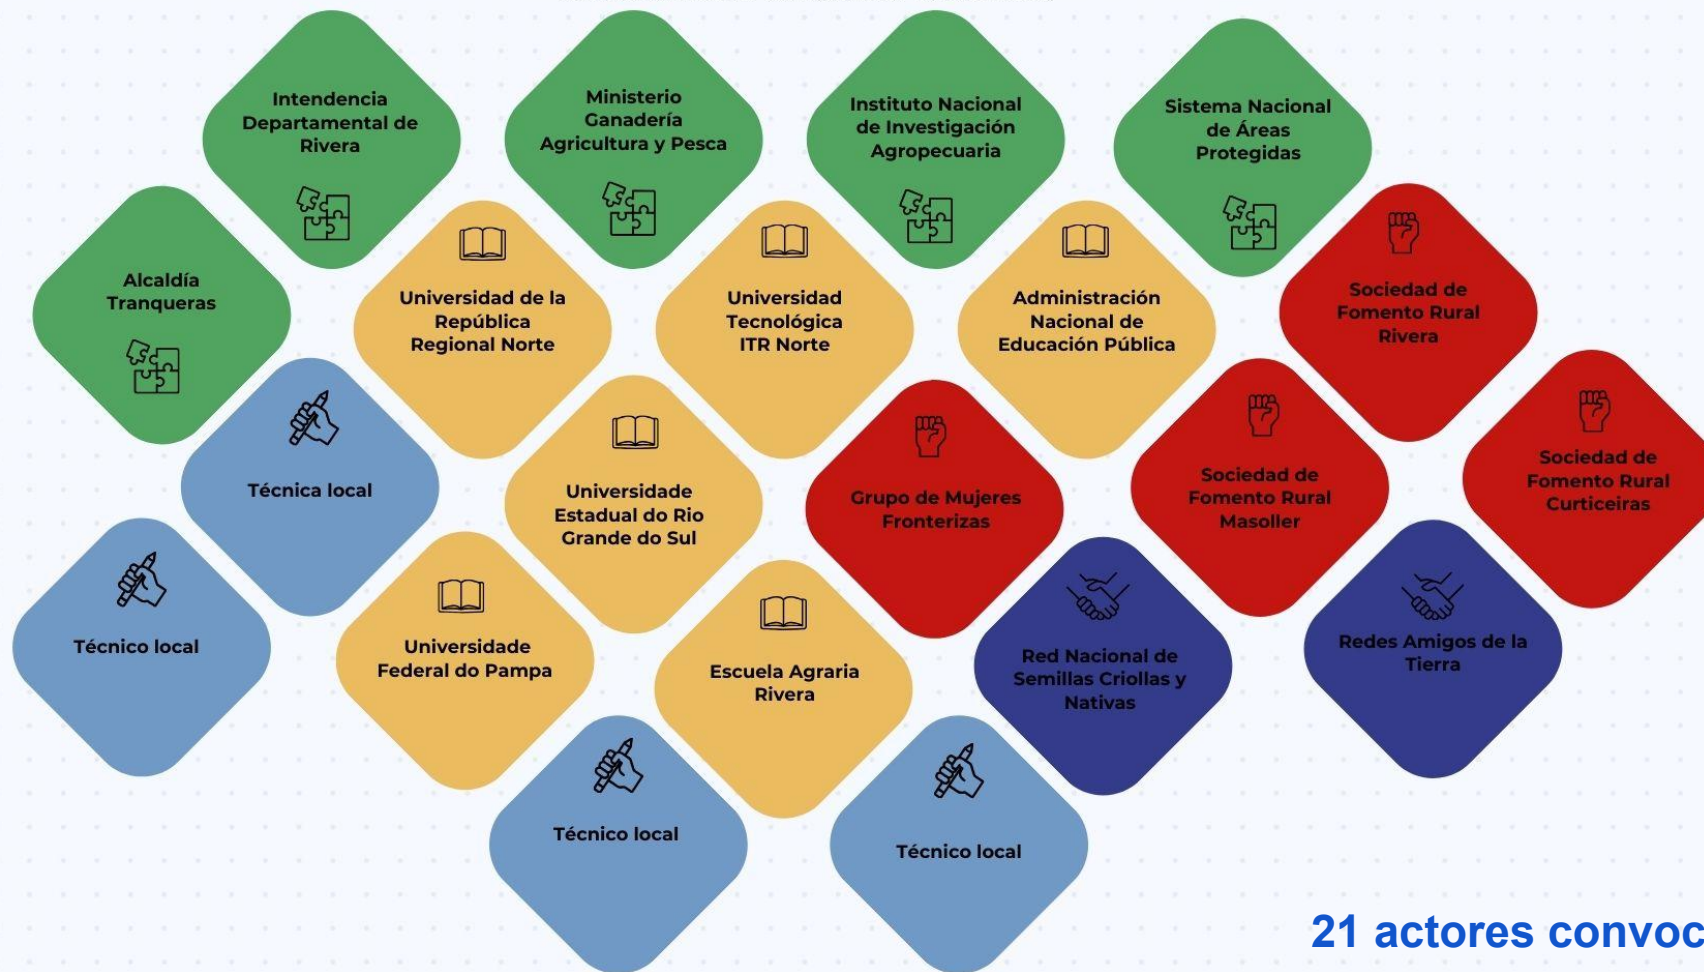 Intendencia
Departamental de
Rivera
Ministerio
Ganadería
Agricultura y Pesca
Instituto Nacional
de Investigación
Agropecuaria
Sistema Nacional
de Áreas
Protegidas
Alcaldía
Tranqueras
Universidad de la
República
Regional Norte
Universidad
Tecnológica
ITR Norte
Administración
Nacional de
Educación Pública
Sociedad de
Fomento Rural
Rivera
Técnica local
Universidade
Estadual do Rio
Grande do Sul
Grupo de Mujeres
Fronterizas
Sociedad de
Fomento Rural
Masoller
Sociedad de
Fomento Rural
Curticeiras
Técnico local
Universidade
Federal do Pampa
Escuela Agraria
Rivera
Red Nacional de
Semillas Criollas y
Nativas
Redes Amigos de la
Tierra
Técnico local
Técnico local
21 actores convoc